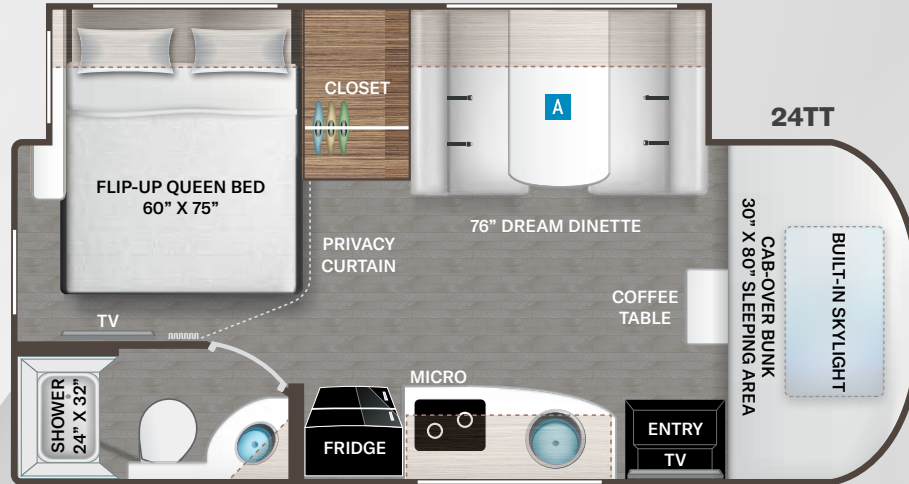 CLOSET
A
24TT
FLIP-UP QUEEN BED
60" X 75"
76" DREAM DINETTE
PRIVACY
CURTAIN
COFFEE
TABLE
CAB-OVER BUNK
30" X 80" SLEEPING AREA
BUILT-IN SKYLIGHT
TV
MICRO
SHOWER
24" X 32"
FRIDGE
ENTRY
TV